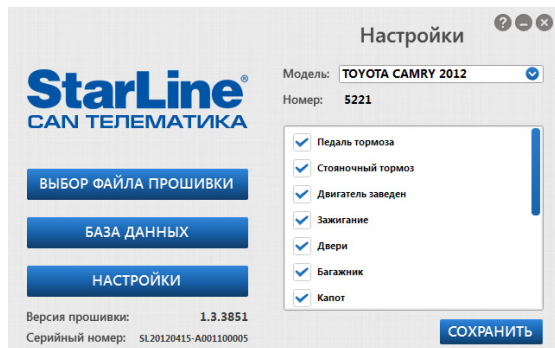 StarLine®
CAN ТЕЛЕМАТИКА
ВЫБОР ФАЙЛА ПРОШИВКИ
БАЗА ДАННЫХ
НАСТРОЙКИ
Версия прошивки: 1.3.3851
Серийный номер: SL20120415-A001100005
Настройки
?
Модель: TOYOTA CAMRY 2012
Номер: 5221
Педаль тормоза
Стояночный тормоз
Двигатель заведен
Зажигание
Двери
Багажник
Капот
СОХРАНИТЬ